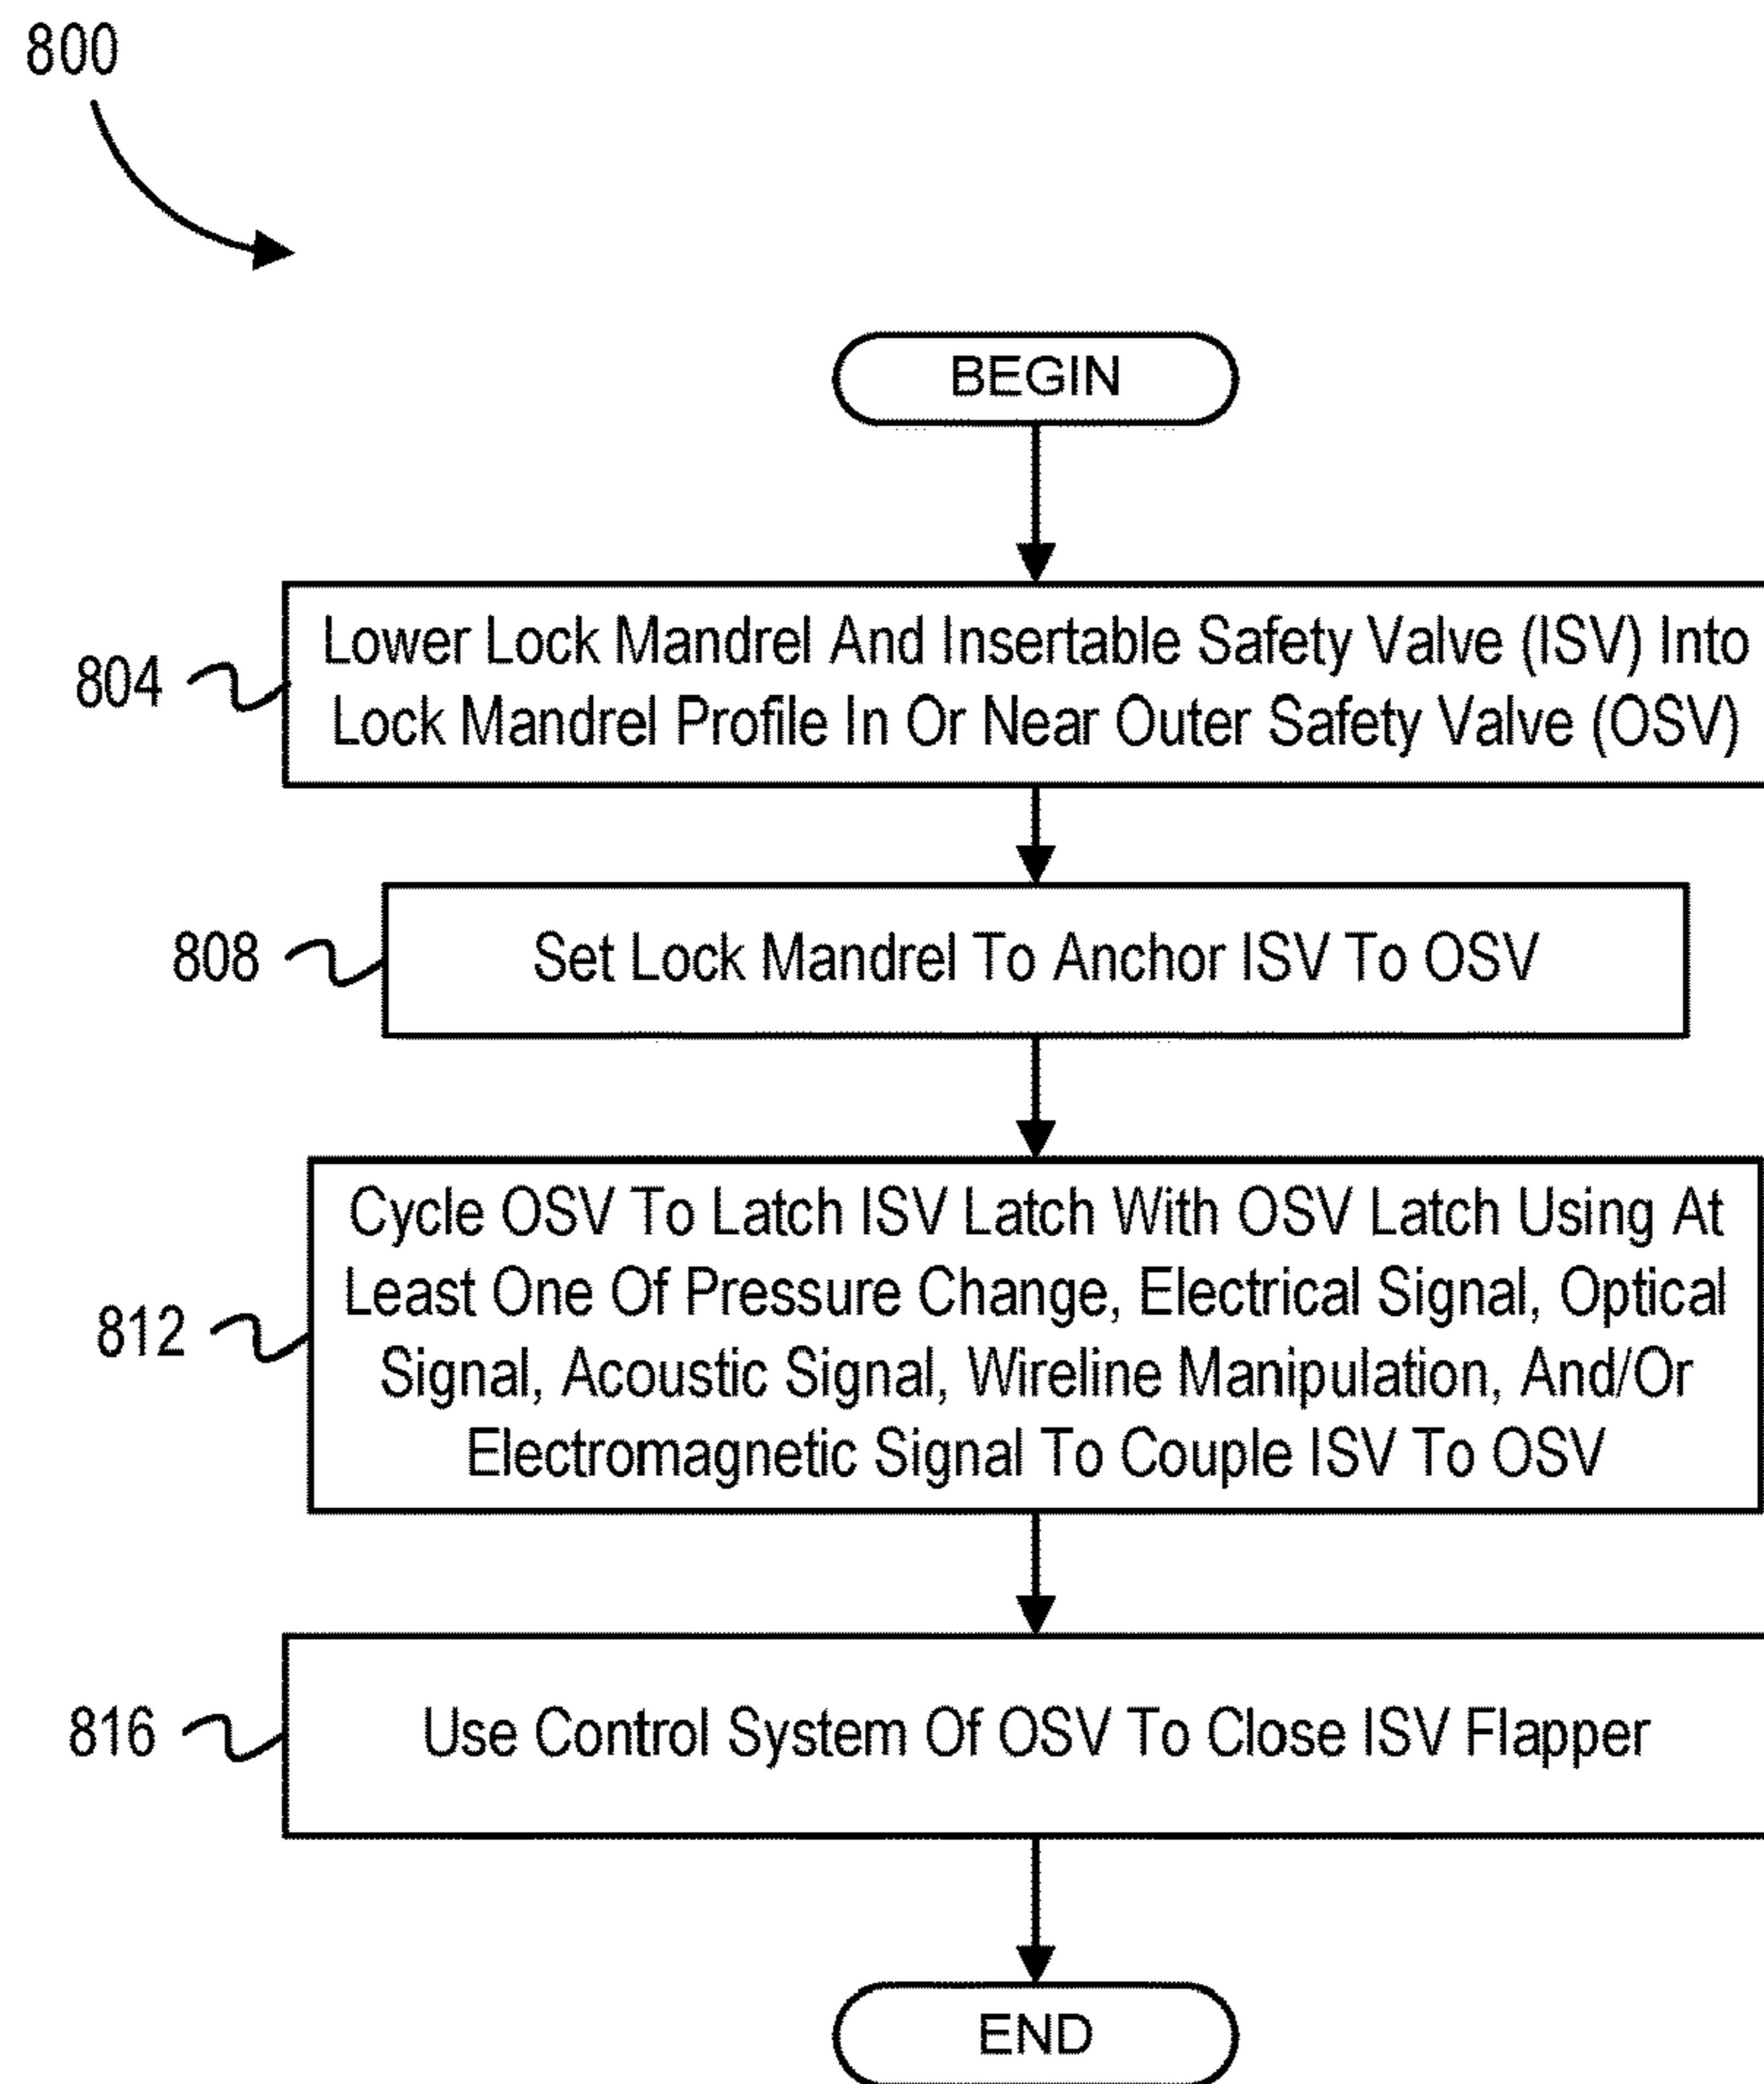 800
BEGIN
804
Lower Lock Mandrel And Insertable Safety Valve (ISV) Into
Lock Mandrel Profile In Or Near Outer Safety Valve (OSV)
808
Set Lock Mandrel To Anchor ISV To OSV
812
Cycle OSV To Latch ISV Latch With OSV Latch Using At
Least One Of Pressure Change, Electrical Signal, Optical
Signal, Acoustic Signal, Wireline Manipulation, And/Or
Electromagnetic Signal To Couple ISV To OSV
816
Use Control System Of OSV To Close ISV Flapper
END